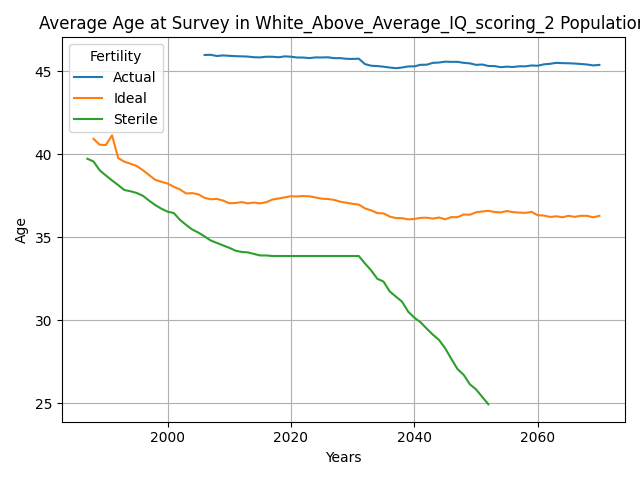 Average Age at Survey in White_Above_Average_IQ_scoring_2 Population
Fertility
Actual
Ideal
Sterile
45
40
35
30
25
Age
2000
2020
2040
2060
Years